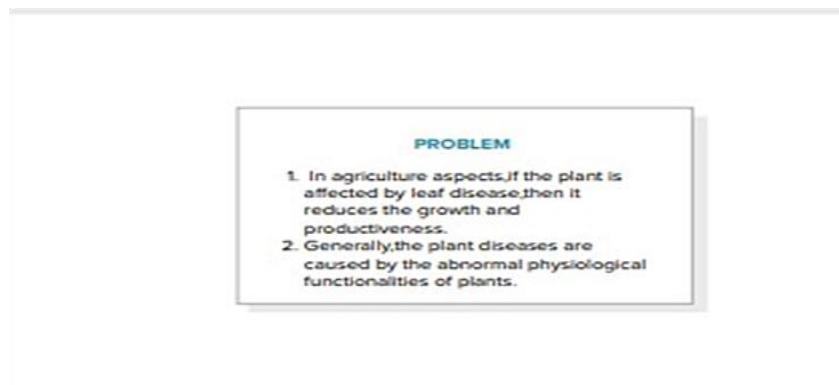 PROBLEM
1. In agriculture aspects,if the plant is
affected by leaf disease,then it
reduces the growth and
productiveness.
2. Generally,the plant diseases are
caused by the abnormal physiological
functionalities of plants.